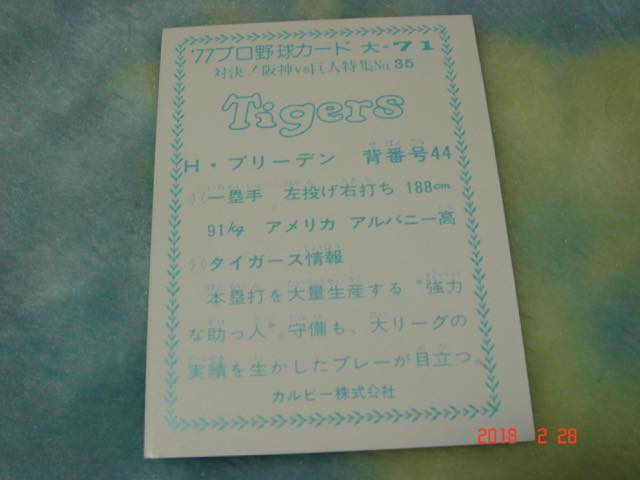 '77プロ野球カード 大-71
対決！阪神vs巨人特集No.35
Tigers
H・ブリーデン 背番号44
一塁手 左投げ右打ち 188cm
91kg アメリカ アルバニー高
タイガース情報
本塁打を大量生産する“強力
な助っ人”。守備も、大リーグの
実績を生かしたプレーが目立つ。
カルビー株式会社
2018 2 28